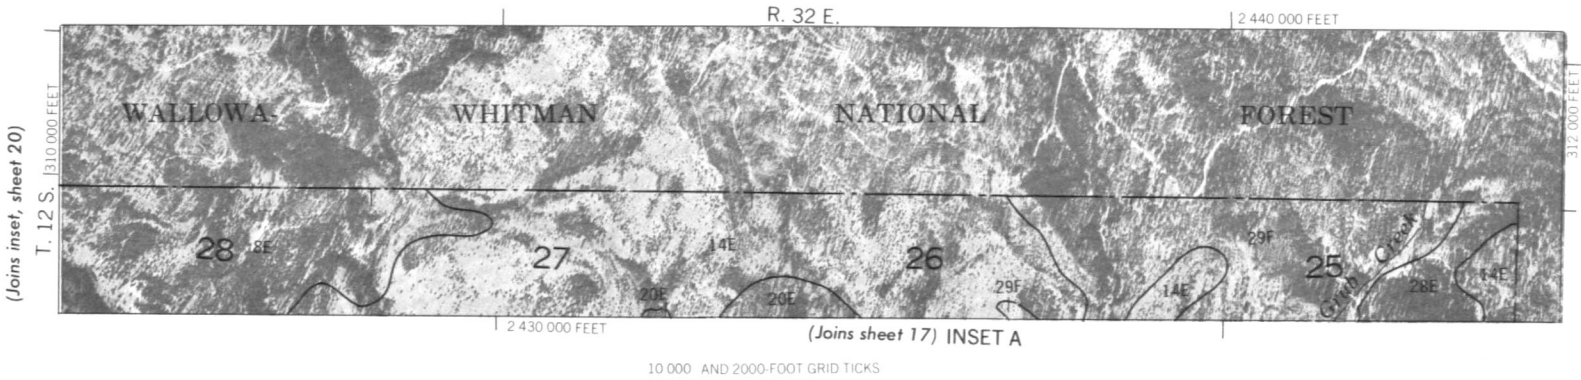 R. 32 E.
2 440 000 FEET
WALLOWA- WHITMAN NATIONAL FOREST
310 000 FEET
312 000 FEET
(Joins inset, sheet 20)
T. 12 S.
28 8E 27 14E 26 29F 25
Grub Creek
20E 20E 29F 14E 28E 14E
2 430 000 FEET
(Joins sheet 17) INSET A
10 000 AND 2000-FOOT GRID TICKS